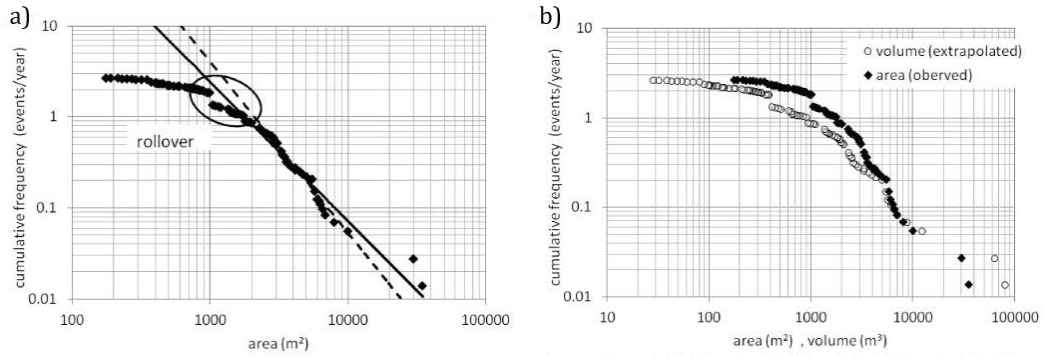 a)
cumulative frequency (events/year)
10
1
0.1
0.01
rollover
100
1000
10000
100000
area (m²)
b)
cumulative frequency (events/year)
10
1
0.1
0.01
volume (extrapolated)
area (oberved)
10
100
1000
10000
100000
area (m²) , volume (m³)